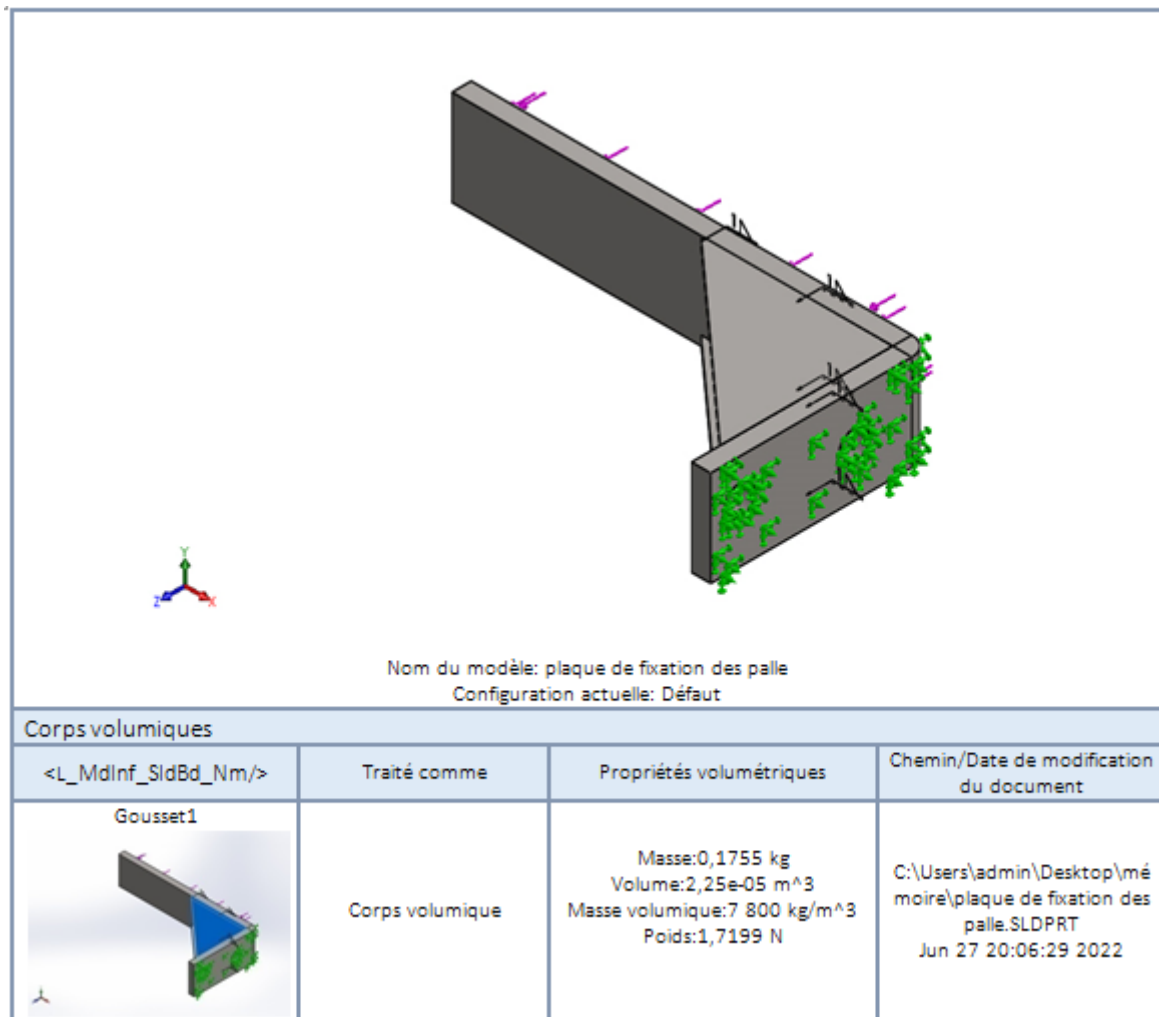 Y
Z
X
Nom du modèle: plaque de fixation des palle
Configuration actuelle: Défaut
Corps volumiques
<L_MdInf_SldBd_Nm/>
Traité comme
Propriétés volumétriques
Chemin/Date de modification
du document
Gousset1
Corps volumique
Masse:0,1755 kg
Volume:2,25e-05 m^3
Masse volumique:7 800 kg/m^3
Poids:1,7199 N
C:\Users\admin\Desktop\mé
moire\plaque de fixation des
palle.SLDPRT
Jun 27 20:06:29 2022